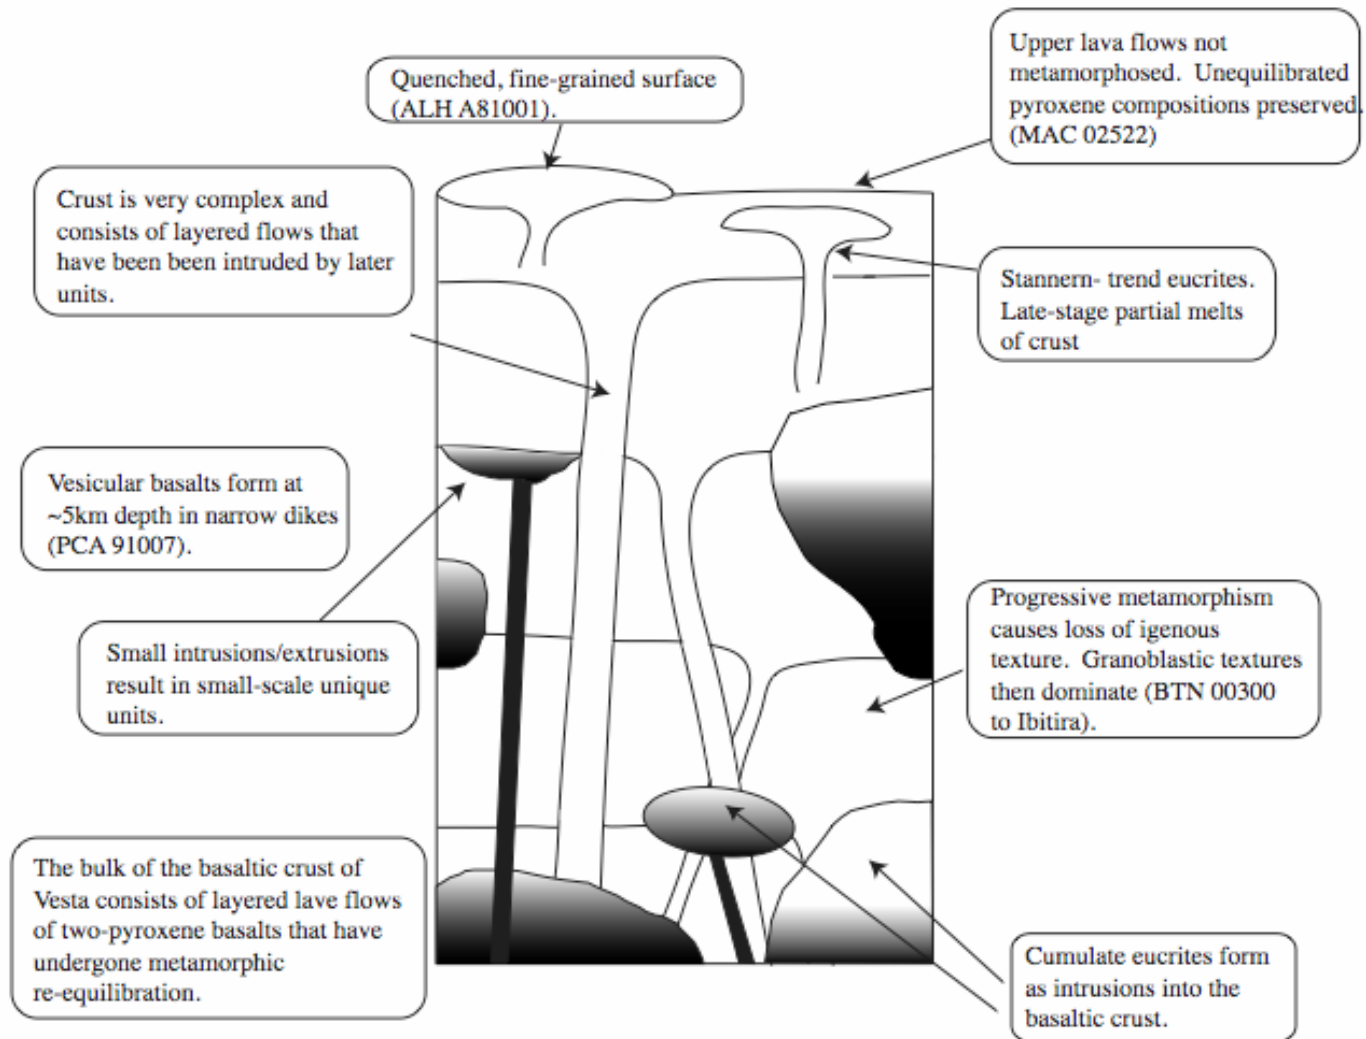 Quenched, fine-grained surface
(ALH A81001).
Upper lava flows not
metamorphosed.  Unequilibrated
pyroxene compositions preserved.
(MAC 02522)
Crust is very complex and
consists of layered flows that
have been been intruded by later
units.
Stannern- trend eucrites.
Late-stage partial melts
of crust
Vesicular basalts form at
~5km depth in narrow dikes
(PCA 91007).
Small intrusions/extrusions
result in small-scale unique
units.
Progressive metamorphism
causes loss of igenous
texture.  Granoblastic textures
then dominate (BTN 00300
to Ibitira).
The bulk of the basaltic crust of
Vesta consists of layered lave flows
of two-pyroxene basalts that have
undergone metamorphic
re-equilibration.
Cumulate eucrites form
as intrusions into the
basaltic crust.